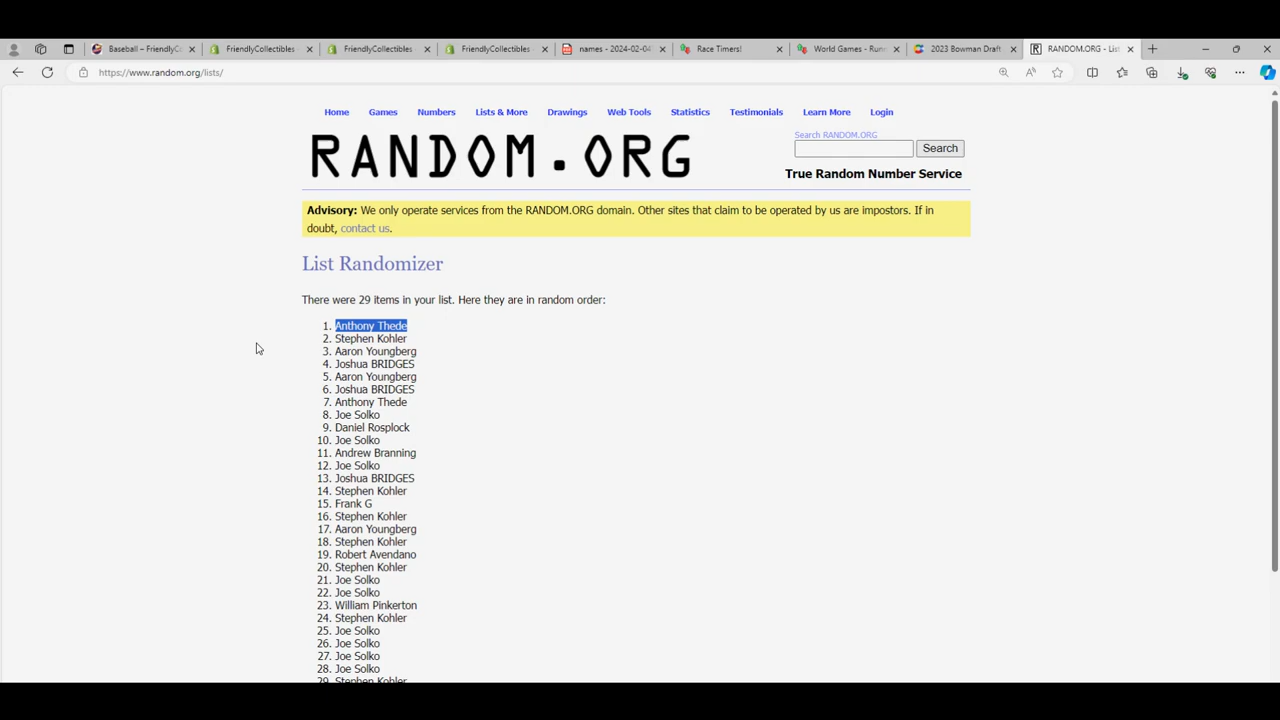 Baseball – FriendlyC
FriendlyCollectibles
FriendlyCollectibles
FriendlyCollectibles
names - 2024-02-04
Race Timers!
World Games - Run
2023 Bowman Draft
RANDOM.ORG - Lis
https://www.random.org/lists/
Home Games Numbers Lists & More Drawings Web Tools Statistics Testimonials Learn More Login
RANDOM.ORG
Search RANDOM.ORG
Search
True Random Number Service
Advisory: We only operate services from the RANDOM.ORG domain. Other sites that claim to be operated by us are impostors. If in
doubt, contact us.
List Randomizer
There were 29 items in your list. Here they are in random order:
1. Anthony Thede
2. Stephen Kohler
3. Aaron Youngberg
4. Joshua BRIDGES
5. Aaron Youngberg
6. Joshua BRIDGES
7. Anthony Thede
8. Joe Solko
9. Daniel Rosplock
10. Joe Solko
11. Andrew Branning
12. Joe Solko
13. Joshua BRIDGES
14. Stephen Kohler
15. Frank G
16. Stephen Kohler
17. Aaron Youngberg
18. Stephen Kohler
19. Robert Avendano
20. Stephen Kohler
21. Joe Solko
22. Joe Solko
23. William Pinkerton
24. Stephen Kohler
25. Joe Solko
26. Joe Solko
27. Joe Solko
28. Joe Solko
29. Stephen Kohler